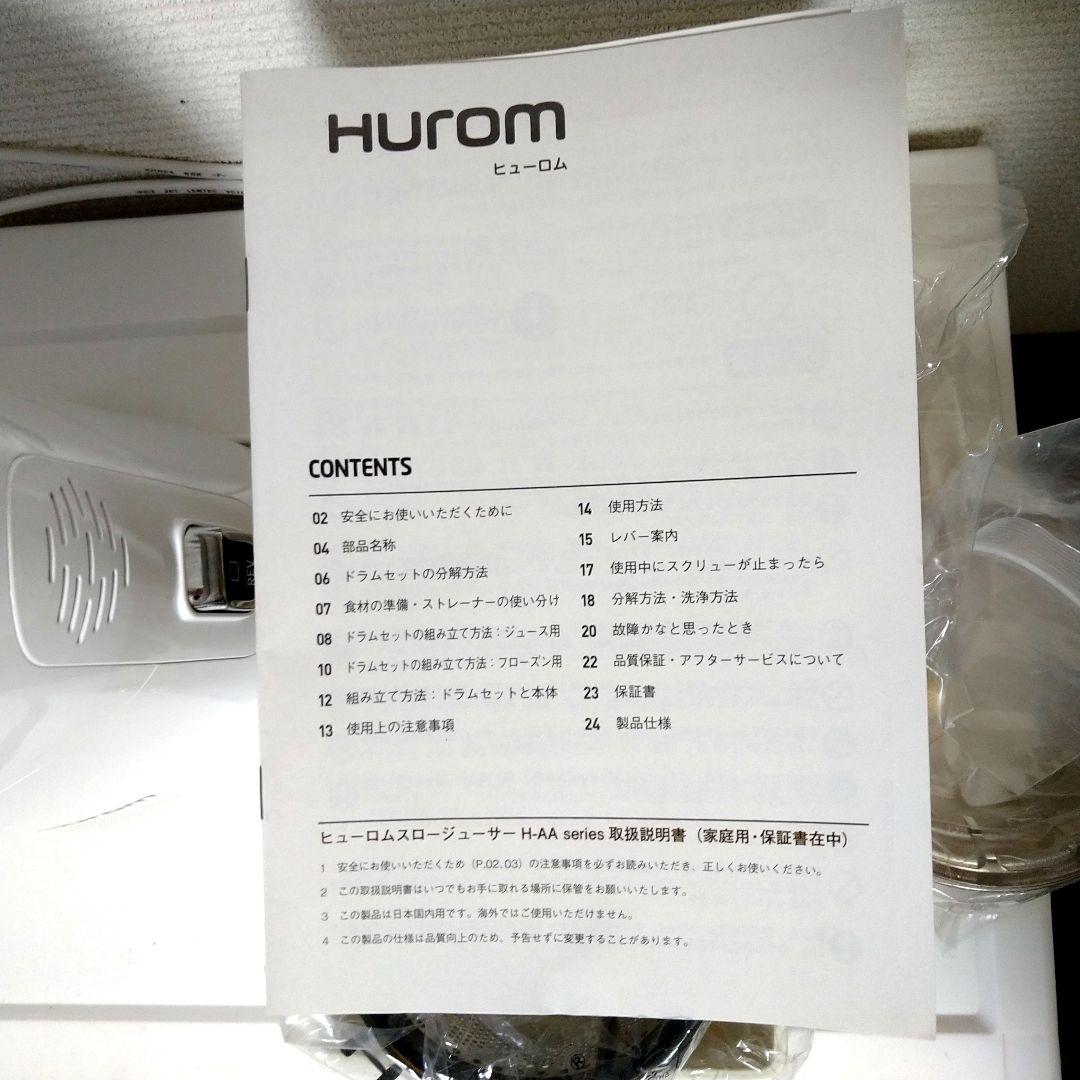 Hurom
ヒューロム
CONTENTS
02 安全にお使いいただくために
04 部品名称
06 ドラムセットの分解方法
07 食材の準備・ストレーナーの使い分け
08 ドラムセットの組み立て方法：ジュース用
10 ドラムセットの組み立て方法：フローズン用
12 組み立て方法：ドラムセットと本体
13 使用上の注意事項
14 使用方法
15 レバー案内
17 使用中にスクリューが止まったら
18 分解方法・洗浄方法
20 故障かなと思ったとき
22 品質保証・アフターサービスについて
23 保証書
24 製品仕様
ヒューロムスロージューサー H-AA series 取扱説明書（家庭用・保証書在中）
1 安全にお使いいただくため（P.02.03）の注意事項を必ずお読みいただき、正しくお使いください。
2 この取扱説明書はいつでもお手に取れる場所に保管をお願いいたします。
3 この製品は日本国内用です。海外ではご使用いただけません。
4 この製品の仕様は品質向上のため、予告せずに変更することがあります。
REV